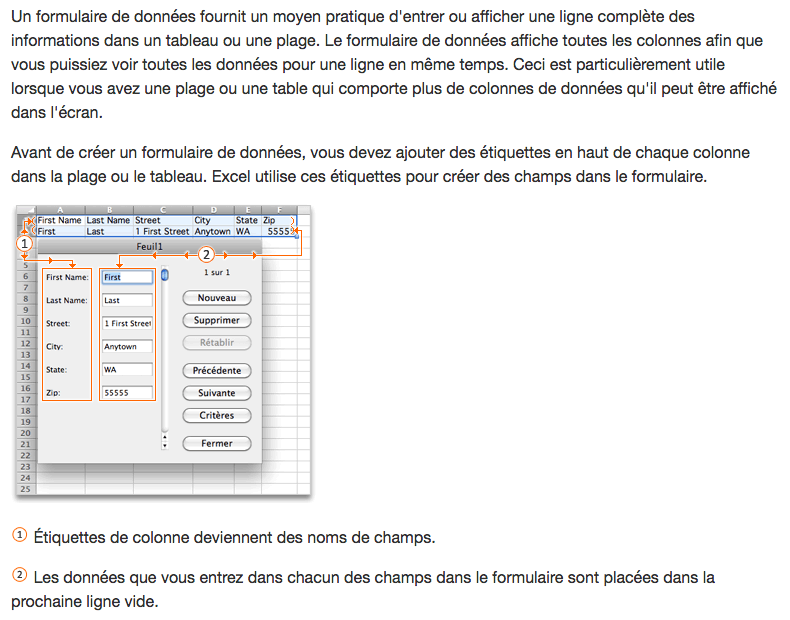 Un formulaire de données fournit un moyen pratique d'entrer ou afficher une ligne complète des
informations dans un tableau ou une plage. Le formulaire de données affiche toutes les colonnes afin que
vous puissiez voir toutes les données pour une ligne en même temps. Ceci est particulièrement utile
lorsque vous avez une plage ou une table qui comporte plus de colonnes de données qu'il peut être affiché
dans l'écran.
Avant de créer un formulaire de données, vous devez ajouter des étiquettes en haut de chaque colonne
dans la plage ou le tableau. Excel utilise ces étiquettes pour créer des champs dans le formulaire.
A B C D E F
First Name Last Name Street City State Zip
First Last 1 First Street Anytown WA 55555
1
Feuil1
2
1 sur 1
5
6 First Name: First
7
Nouveau
8 Last Name: Last
9
10 Street: 1 First Street Supprimer
11
12 City: Anytown Rétablir
13
14 State: WA Précédente
15
16 Zip: 55555 Suivante
17
18 Critères
19
20
21 Fermer
22
23
24
25
1 Étiquettes de colonne deviennent des noms de champs.
2 Les données que vous entrez dans chacun des champs dans le formulaire sont placées dans la
prochaine ligne vide.